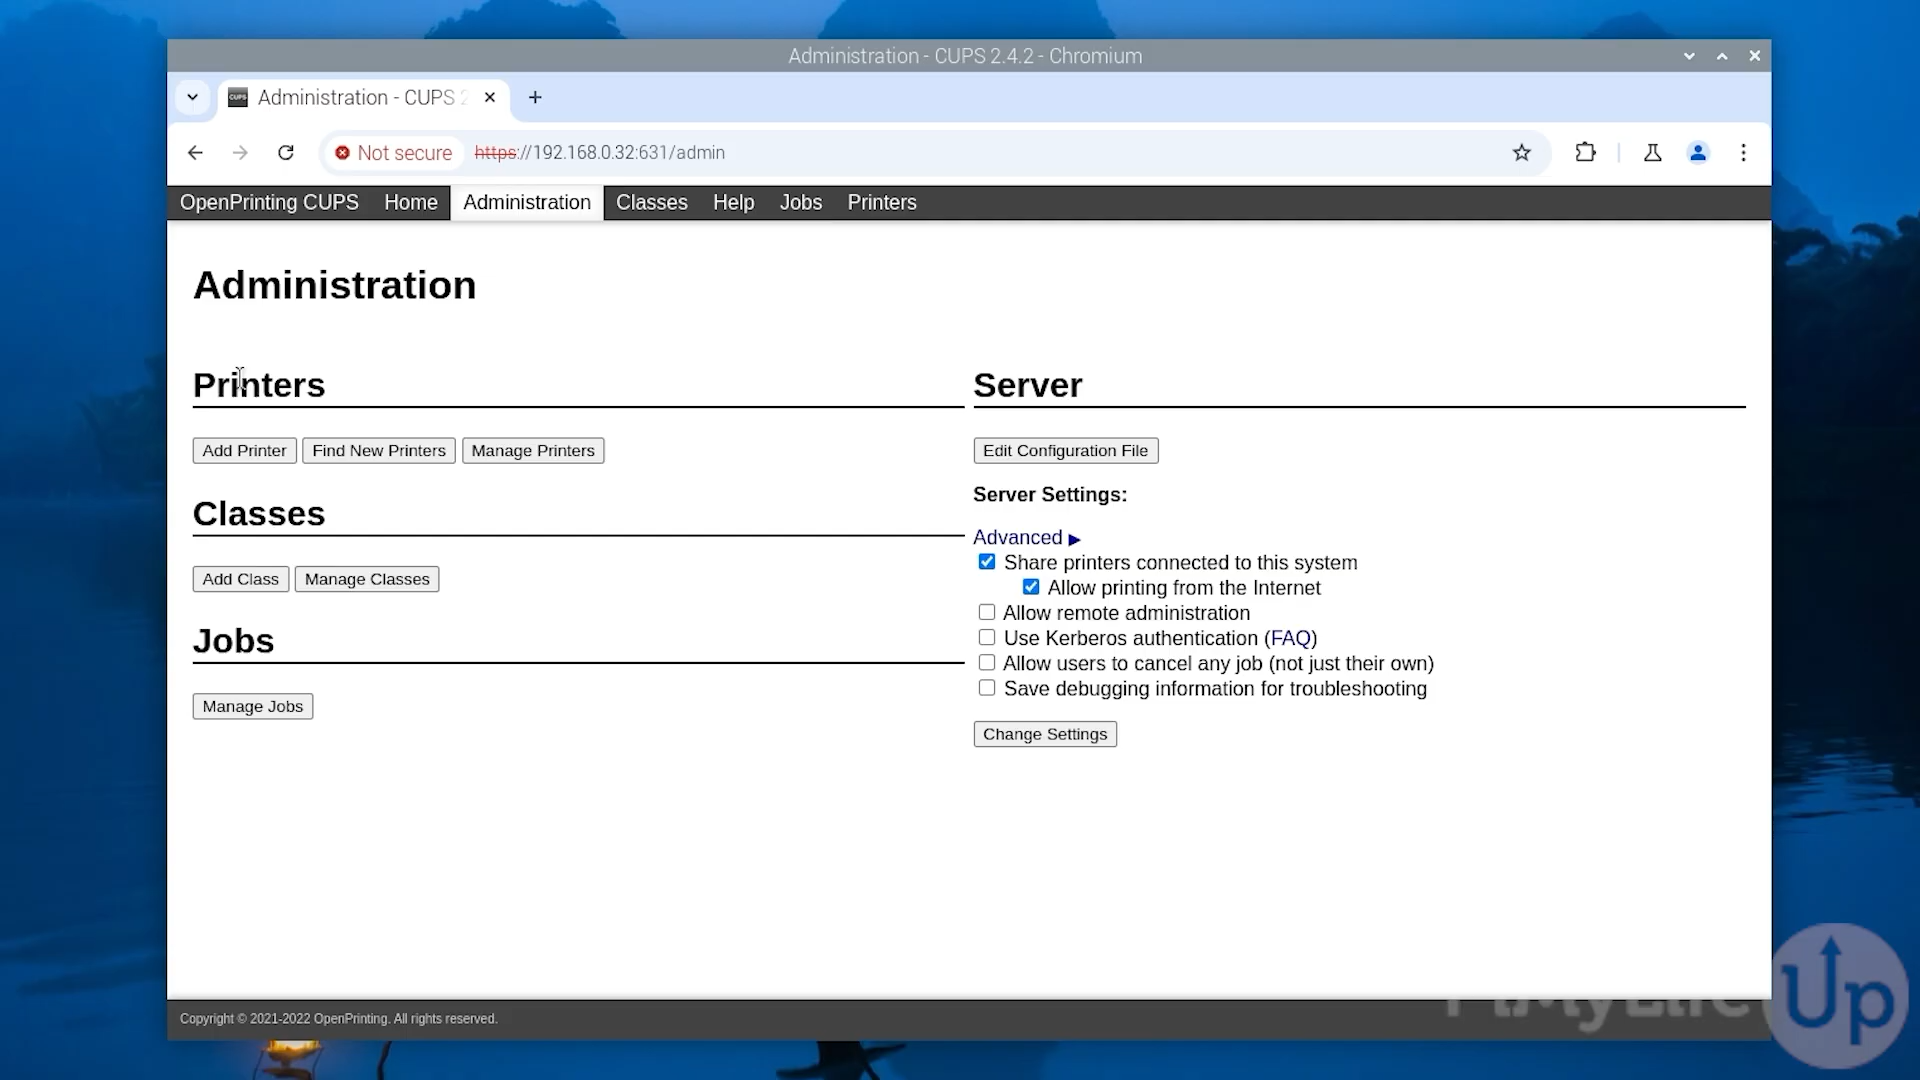 Administration - CUPS 2.4.2 - Chromium
CUPS Administration - CUPS 2
Not secure https://192.168.0.32:631/admin
OpenPrinting CUPS Home Administration Classes Help Jobs Printers
Administration
Printers
Add Printer Find New Printers Manage Printers
Classes
Add Class Manage Classes
Jobs
Manage Jobs
Server
Edit Configuration File
Server Settings:
Advanced ▶
Share printers connected to this system
Allow printing from the Internet
Allow remote administration
Use Kerberos authentication (FAQ)
Allow users to cancel any job (not just their own)
Save debugging information for troubleshooting
Change Settings
Copyright © 2021-2022 OpenPrinting. All rights reserved.
PiMyLife
Up